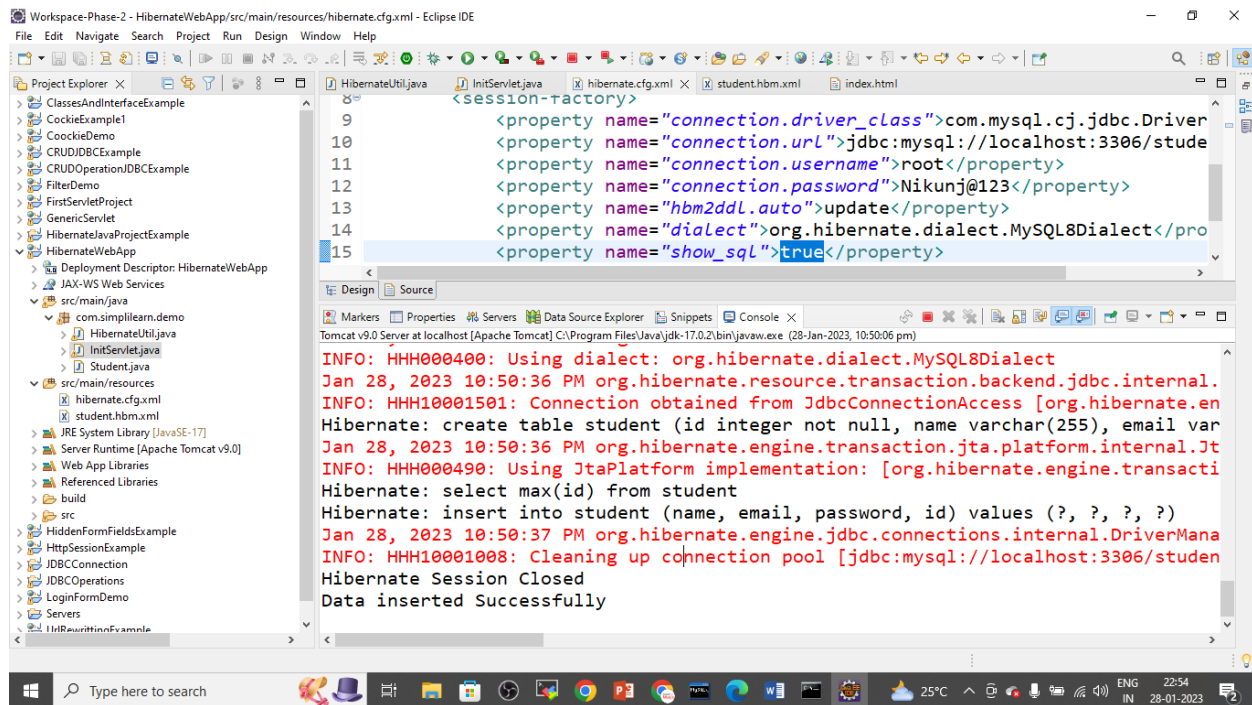 Workspace-Phase-2 - HibernateWebApp/src/main/resources/hibernate.cfg.xml - Eclipse IDE
File Edit Navigate Search Project Run Design Window Help
Project Explorer
HibernateUtil.java InitServlet.java hibernate.cfg.xml student.hbm.xml index.html
ClassesAndInterfaceExample
CockieExample1
CoockieDemo
CRUDJDBCExample
CRUDOperationJDBCExample
FilterDemo
FirstServletProject
GenericServlet
HibernateJavaProjectExample
HibernateWebApp
Deployment Descriptor: HibernateWebApp
JAX-WS Web Services
src/main/java
com.simplilearn.demo
HibernateUtil.java
InitServlet.java
Student.java
src/main/resources
hibernate.cfg.xml
student.hbm.xml
JRE System Library [JavaSE-17]
Server Runtime [Apache Tomcat v9.0]
Web App Libraries
Referenced Libraries
build
src
HiddenFormFieldsExample
HttpSessionExample
JDBCConnection
JDBCOperations
LoginFormDemo
Servers
UrlRewrittingExample
8 <session-factory>
9 <property name="connection.driver_class">com.mysql.cj.jdbc.Driver
10 <property name="connection.url">jdbc:mysql://localhost:3306/stude
11 <property name="connection.username">root</property>
12 <property name="connection.password">Nikunj@123</property>
13 <property name="hbm2ddl.auto">update</property>
14 <property name="dialect">org.hibernate.dialect.MySQL8Dialect</pro
15 <property name="show_sql">true</property>
Design Source
Markers Properties Servers Data Source Explorer Snippets Console
Tomcat v9.0 Server at localhost [Apache Tomcat] C:\Program Files\Java\jdk-17.0.2\bin\javaw.exe (28-Jan-2023, 10:50:06 pm)
INFO: HHH000400: Using dialect: org.hibernate.dialect.MySQL8Dialect
Jan 28, 2023 10:50:36 PM org.hibernate.resource.transaction.backend.jdbc.internal.
INFO: HHH10001501: Connection obtained from JdbcConnectionAccess [org.hibernate.en
Hibernate: create table student (id integer not null, name varchar(255), email var
Jan 28, 2023 10:50:36 PM org.hibernate.engine.transaction.jta.platform.internal.Jt
INFO: HHH000490: Using JtaPlatform implementation: [org.hibernate.engine.transacti
Hibernate: select max(id) from student
Hibernate: insert into student (name, email, password, id) values (?, ?, ?, ?)
Jan 28, 2023 10:50:37 PM org.hibernate.engine.jdbc.connections.internal.DriverMana
INFO: HHH10001008: Cleaning up connection pool [jdbc:mysql://localhost:3306/studen
Hibernate Session Closed
Data inserted Successfully
Type here to search
25°C
ENG
IN
22:54
28-01-2023
2